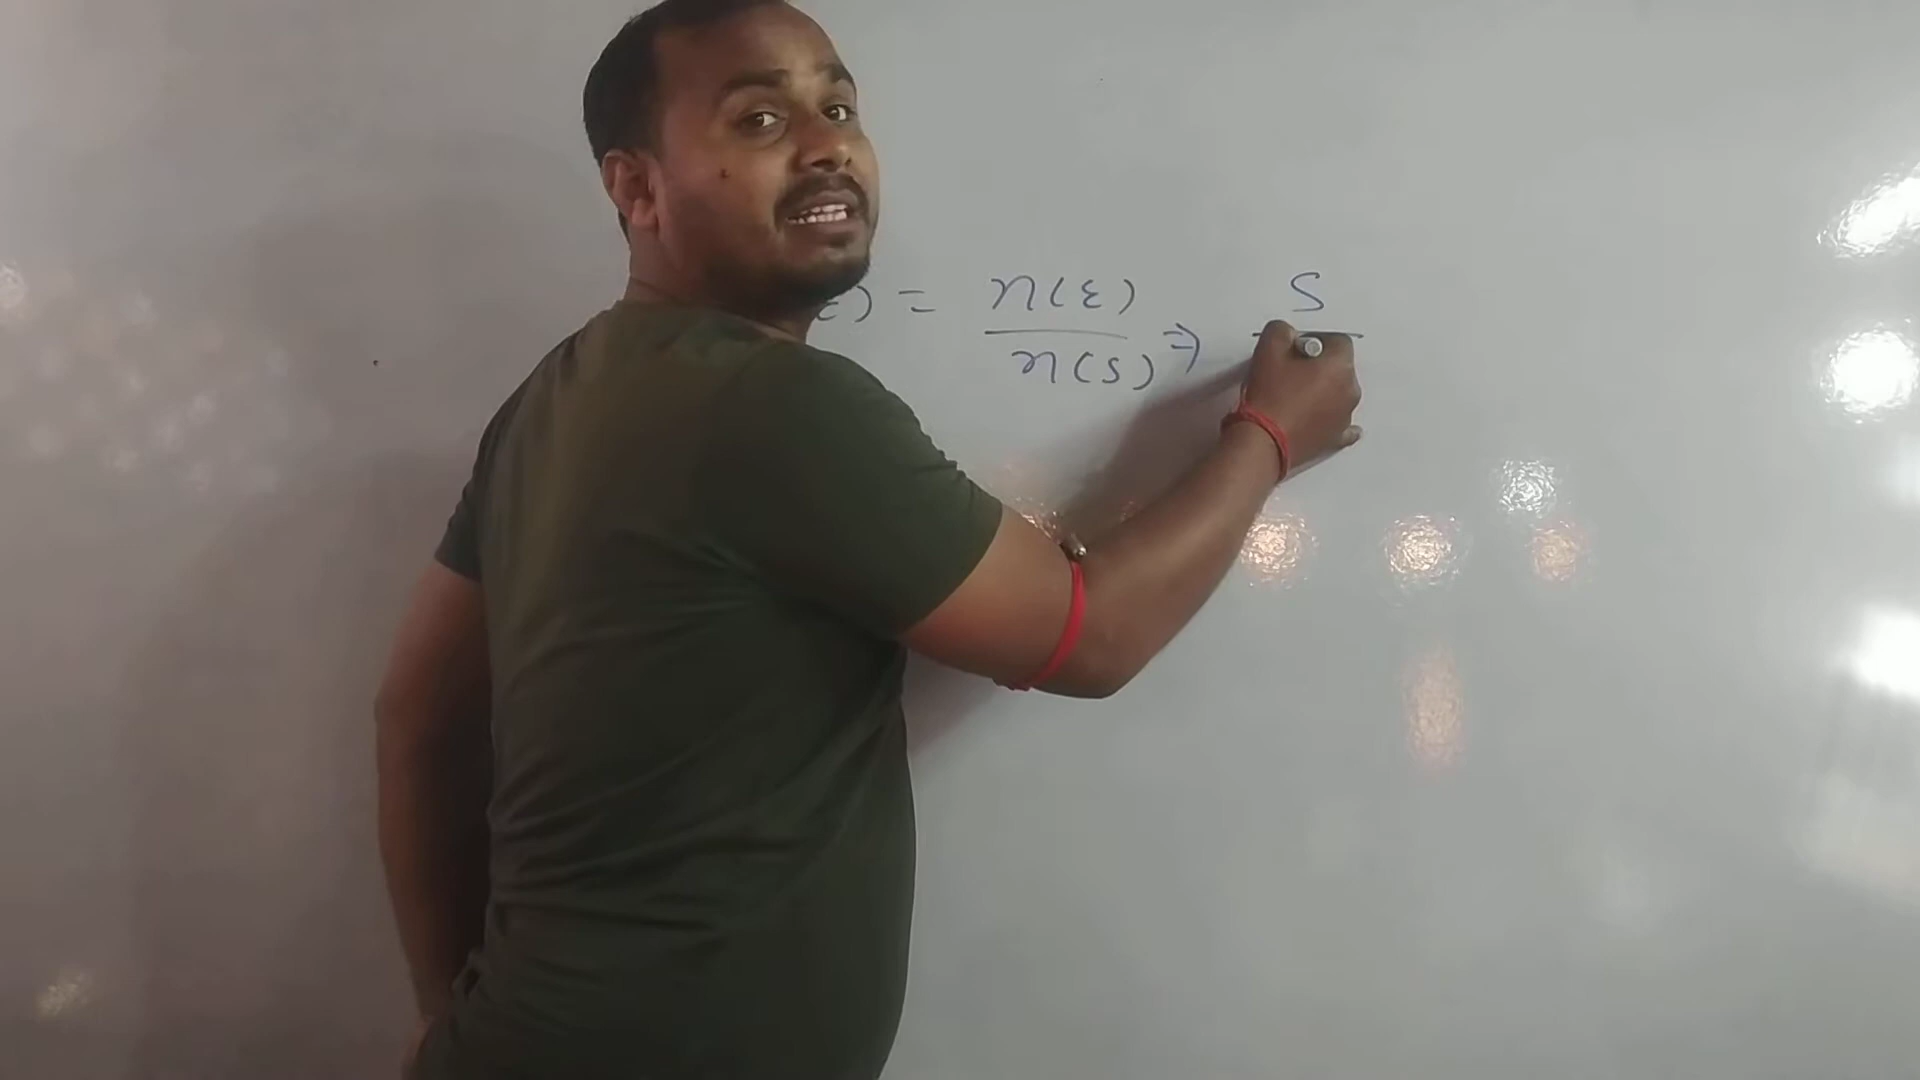 ε) = n(ε) / n(s) ⇒ 5 /